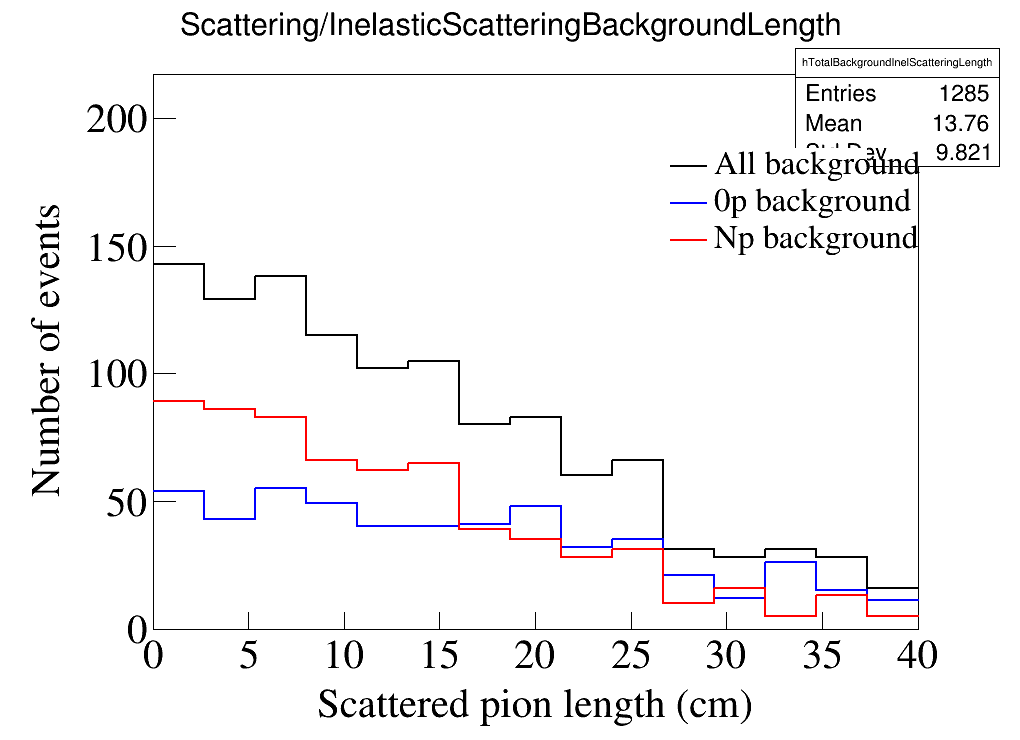 Scattering/InelasticScatteringBackgroundLength
hTotalBackgroundInelScatteringLength
Entries 1285
Mean 13.76
9.821
All background
0p background
Np background
200
150
100
50
0
Number of events
0 5 10 15 20 25 30 35 40
Scattered pion length (cm)